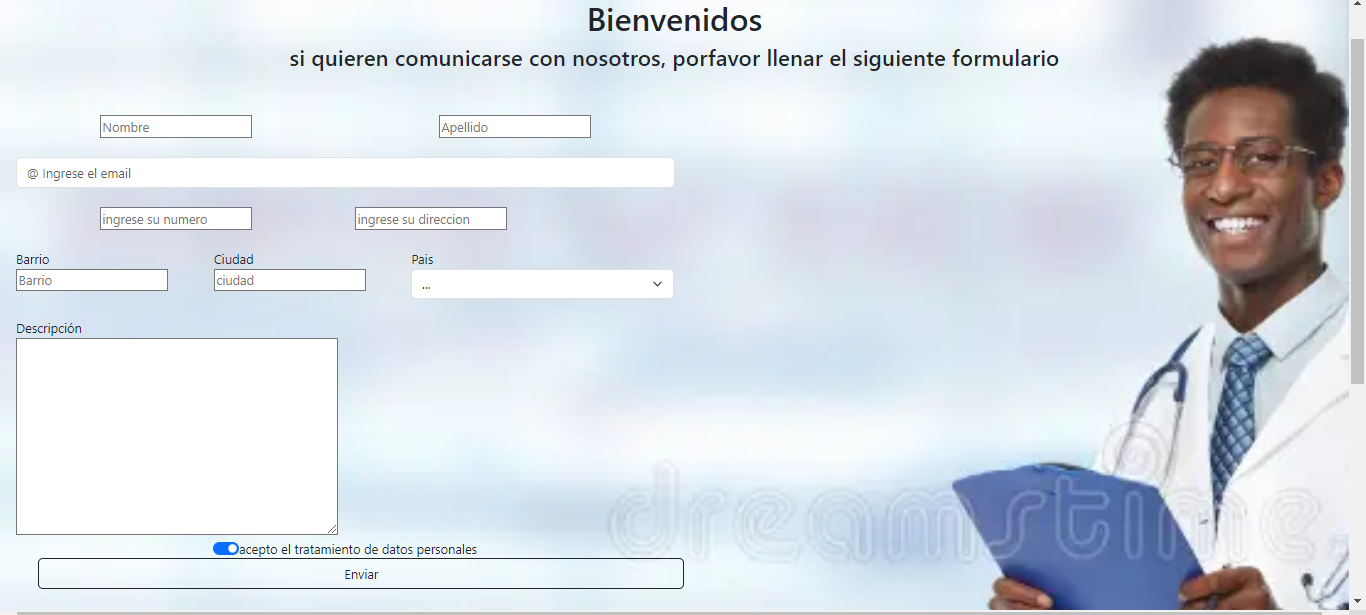 Bienvenidos
si quieren comunicarse con nosotros, porfavor llenar el siguiente formulario
Nombre Apellido
@ Ingrese el email
ingrese su numero ingrese su direccion
Barrio Ciudad Pais
Barrio ciudad ...
Descripción
acepto el tratamiento de datos personales
Enviar
dreamstime